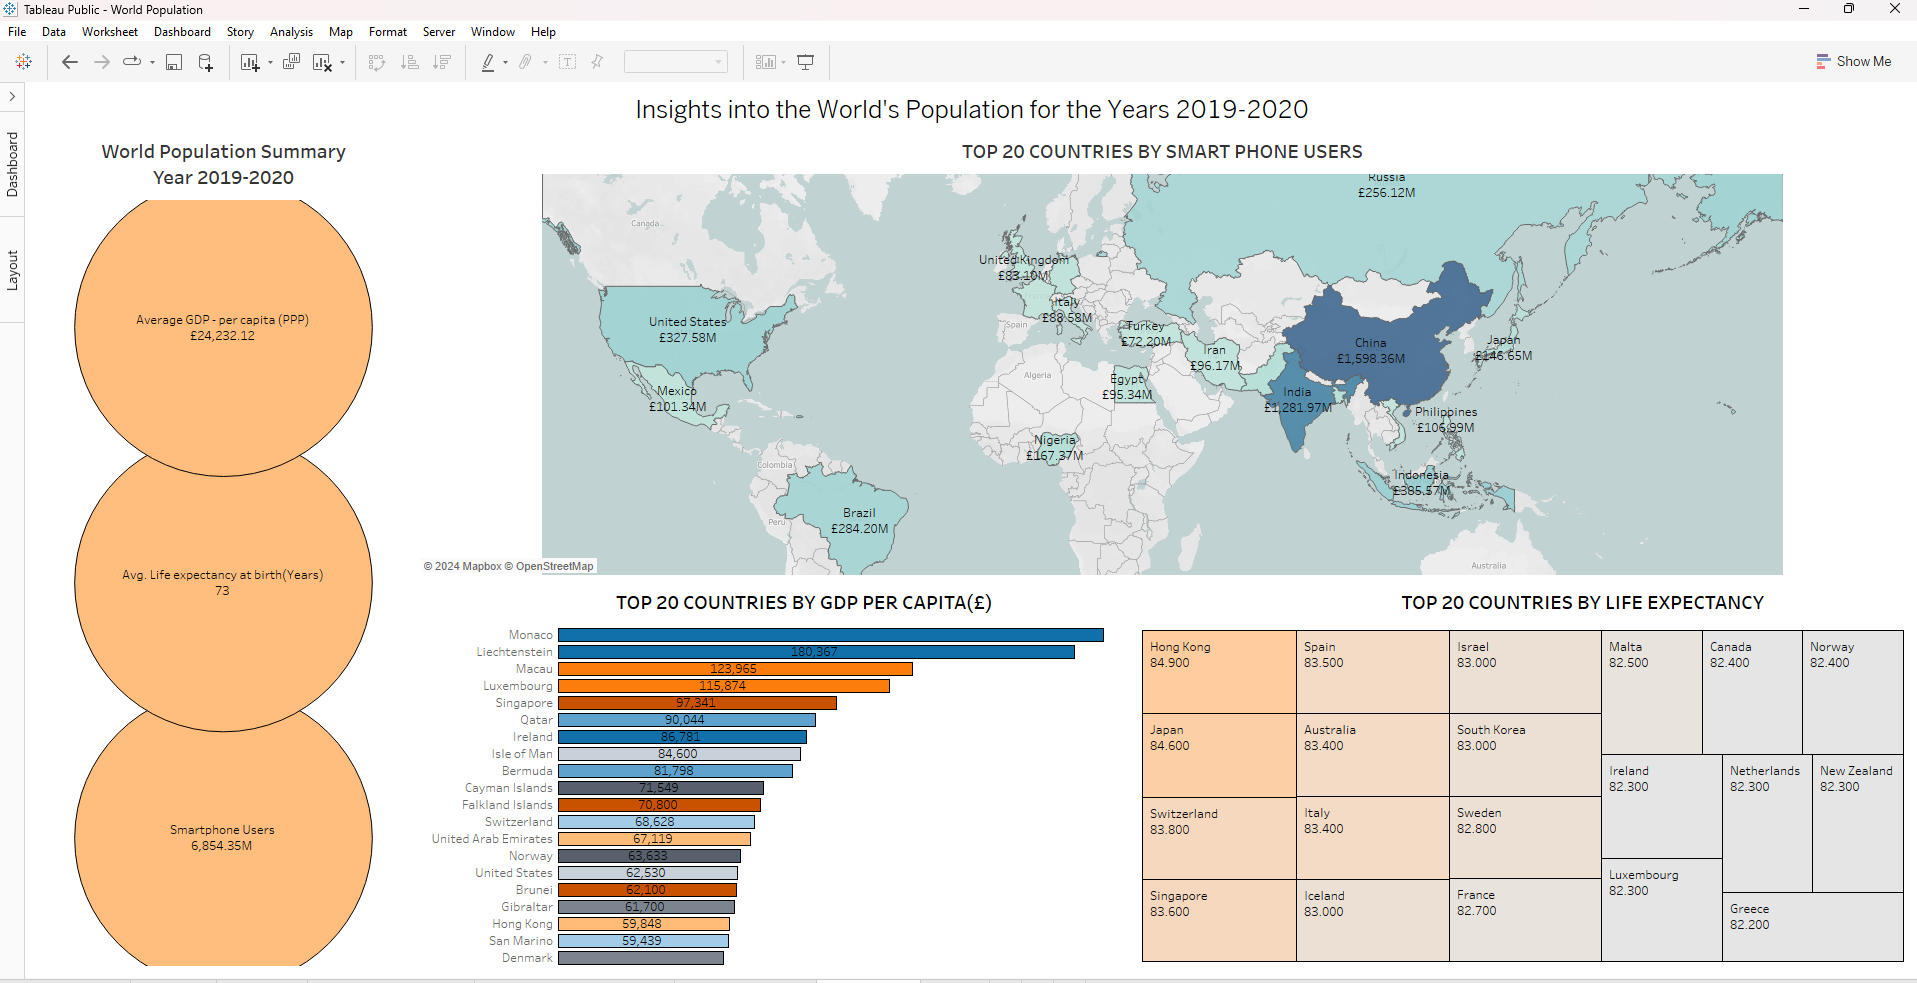 Tableau Public - World Population
File Data Worksheet Dashboard Story Analysis Map Format Server Window Help
Show Me
Dashboard
Layout
Insights into the World's Population for the Years 2019-2020
World Population Summary
Year 2019-2020
Average GDP - per capita (PPP)
£24,232.12
Avg. Life expectancy at birth(Years)
73
Smartphone Users
6,854.35M
TOP 20 COUNTRIES BY SMART PHONE USERS
Russia
£256.12M
Canada
United Kingdom
£83.10M
Italy
£88.58M
Spain
Turkey
£72.20M
United States
£327.58M
Iran
£96.17M
China
£1,598.36M
Japan
£146.65M
Algeria
Egypt
£95.34M
Mexico
£101.34M
India
£1,281.97M
Philippines
£106.99M
Nigeria
£167.37M
Colombia
Indonesia
£385.57M
Peru
Brazil
£284.20M
Australia
© 2024 Mapbox © OpenStreetMap
TOP 20 COUNTRIES BY GDP PER CAPITA(£)
Monaco
Liechtenstein 180,367
Macau 123,965
Luxembourg 115,874
Singapore 97,341
Qatar 90,044
Ireland 86,781
Isle of Man 84,600
Bermuda 81,798
Cayman Islands 71,549
Falkland Islands 70,800
Switzerland 68,628
United Arab Emirates 67,119
Norway 63,633
United States 62,530
Brunei 62,100
Gibraltar 61,700
Hong Kong 59,848
San Marino 59,439
Denmark
TOP 20 COUNTRIES BY LIFE EXPECTANCY
Hong Kong
84.900
Japan
84.600
Switzerland
83.800
Singapore
83.600
Spain
83.500
Australia
83.400
Italy
83.400
Iceland
83.000
Israel
83.000
South Korea
83.000
Sweden
82.800
France
82.700
Malta
82.500
Canada
82.400
Norway
82.400
Ireland
82.300
Luxembourg
82.300
Netherlands
82.300
New Zealand
82.300
Greece
82.200